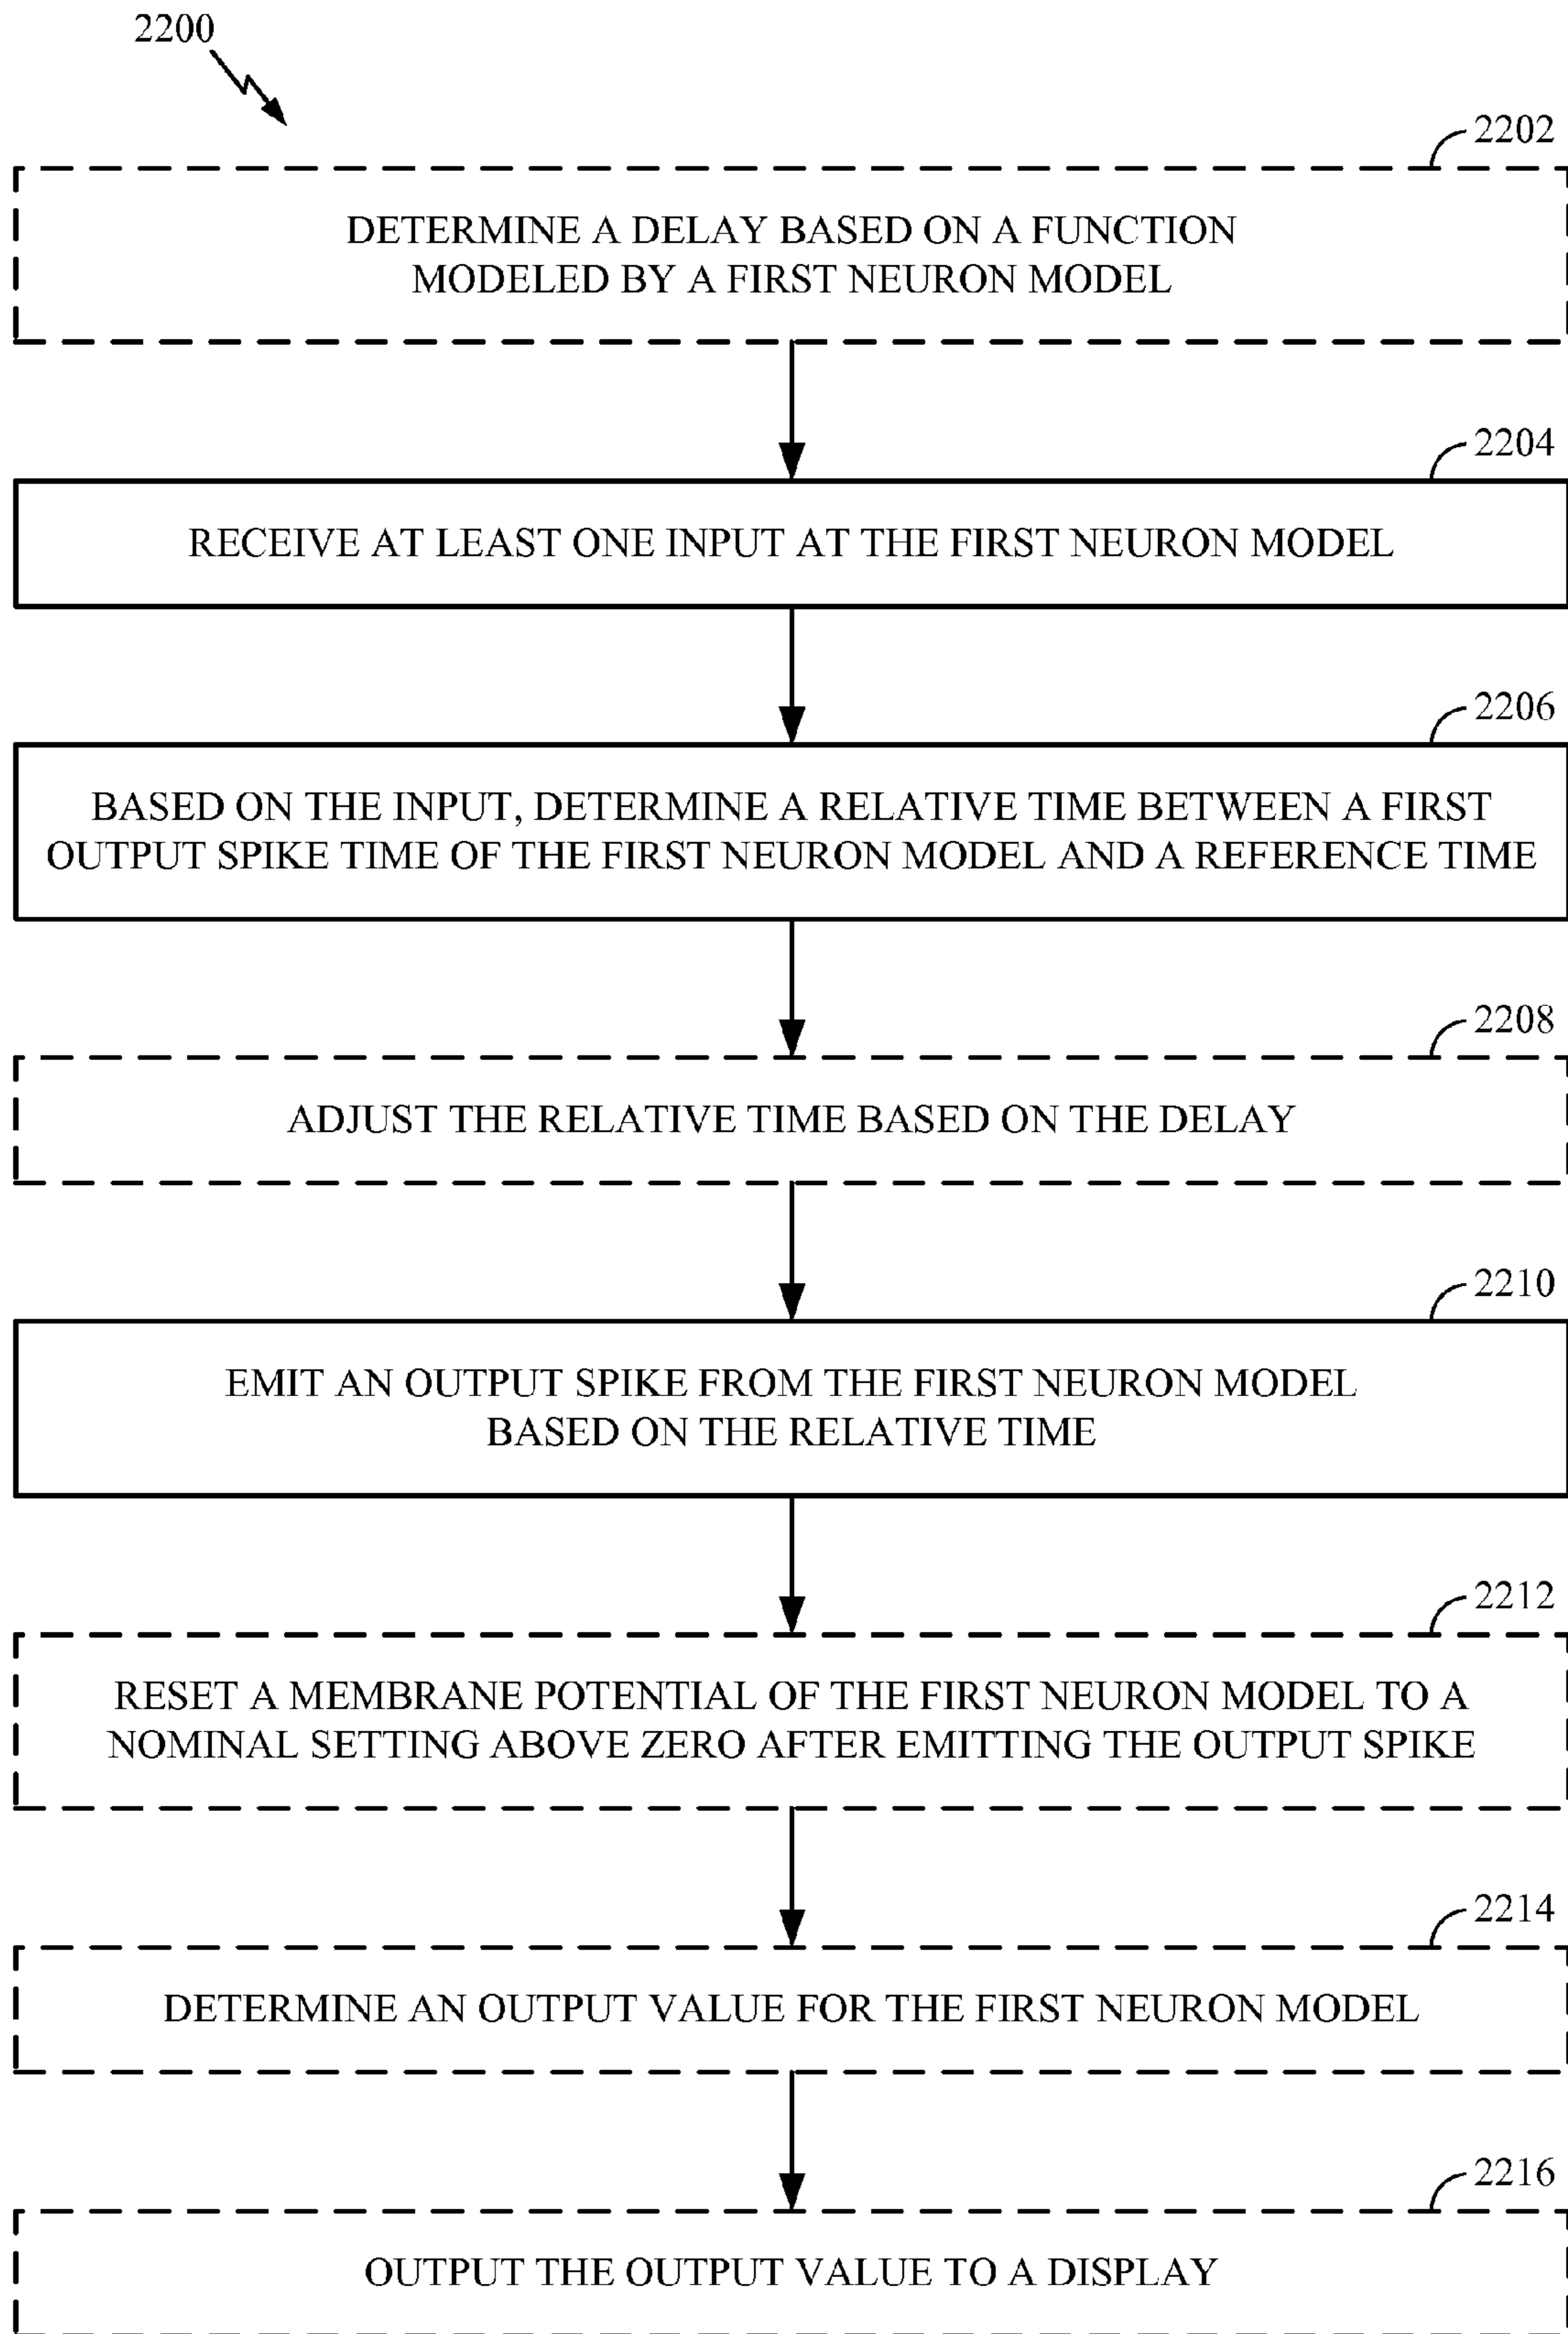 2200
2202
DETERMINE A DELAY BASED ON A FUNCTION
MODELED BY A FIRST NEURON MODEL
2204
RECEIVE AT LEAST ONE INPUT AT THE FIRST NEURON MODEL
2206
BASED ON THE INPUT, DETERMINE A RELATIVE TIME BETWEEN A FIRST
OUTPUT SPIKE TIME OF THE FIRST NEURON MODEL AND A REFERENCE TIME
2208
ADJUST THE RELATIVE TIME BASED ON THE DELAY
2210
EMIT AN OUTPUT SPIKE FROM THE FIRST NEURON MODEL
BASED ON THE RELATIVE TIME
2212
RESET A MEMBRANE POTENTIAL OF THE FIRST NEURON MODEL TO A
NOMINAL SETTING ABOVE ZERO AFTER EMITTING THE OUTPUT SPIKE
2214
DETERMINE AN OUTPUT VALUE FOR THE FIRST NEURON MODEL
2216
OUTPUT THE OUTPUT VALUE TO A DISPLAY